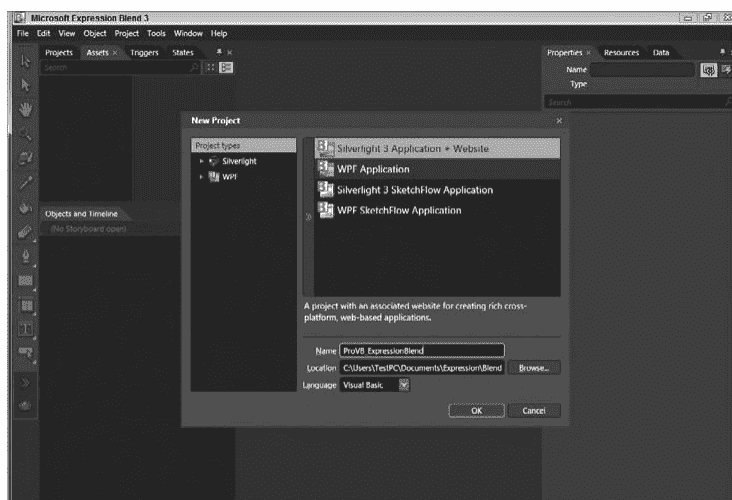 Microsoft Expression Blend 3
File Edit View Object Project Tools Window Help
Projects Assets × Triggers States
Search
Properties × Resources Data
Name
Type
Search
New Project
Project types
Silverlight
WPF
Silverlight 3 Application + Website
WPF Application
Silverlight 3 SketchFlow Application
WPF SketchFlow Application
Objects and Timeline
(No Storyboard open)
A project with an associated website for creating rich cross-
platform, web-based applications.
Name ProVB_ExpressionBlend
Location C:\Users\TestPC\Documents\Expression\Blend Browse...
Language Visual Basic
OK Cancel